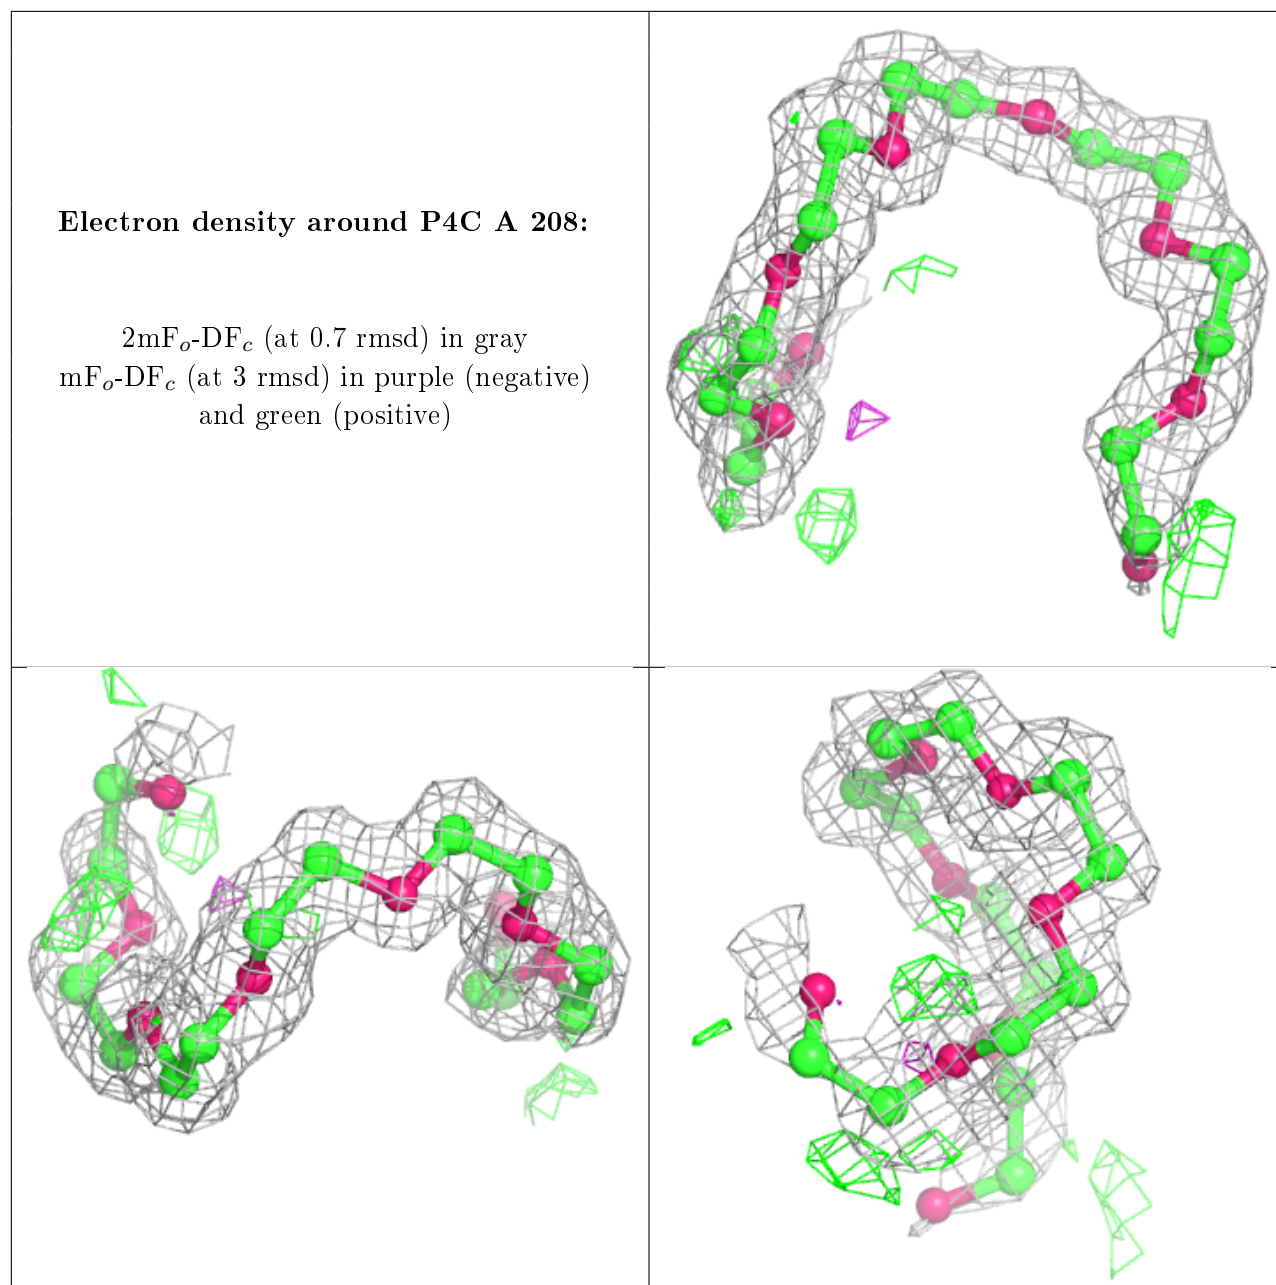 Electron density around P4C A 208:
2mFₒ-DF𝑐 (at 0.7 rmsd) in gray
mFₒ-DF𝑐 (at 3 rmsd) in purple (negative)
and green (positive)